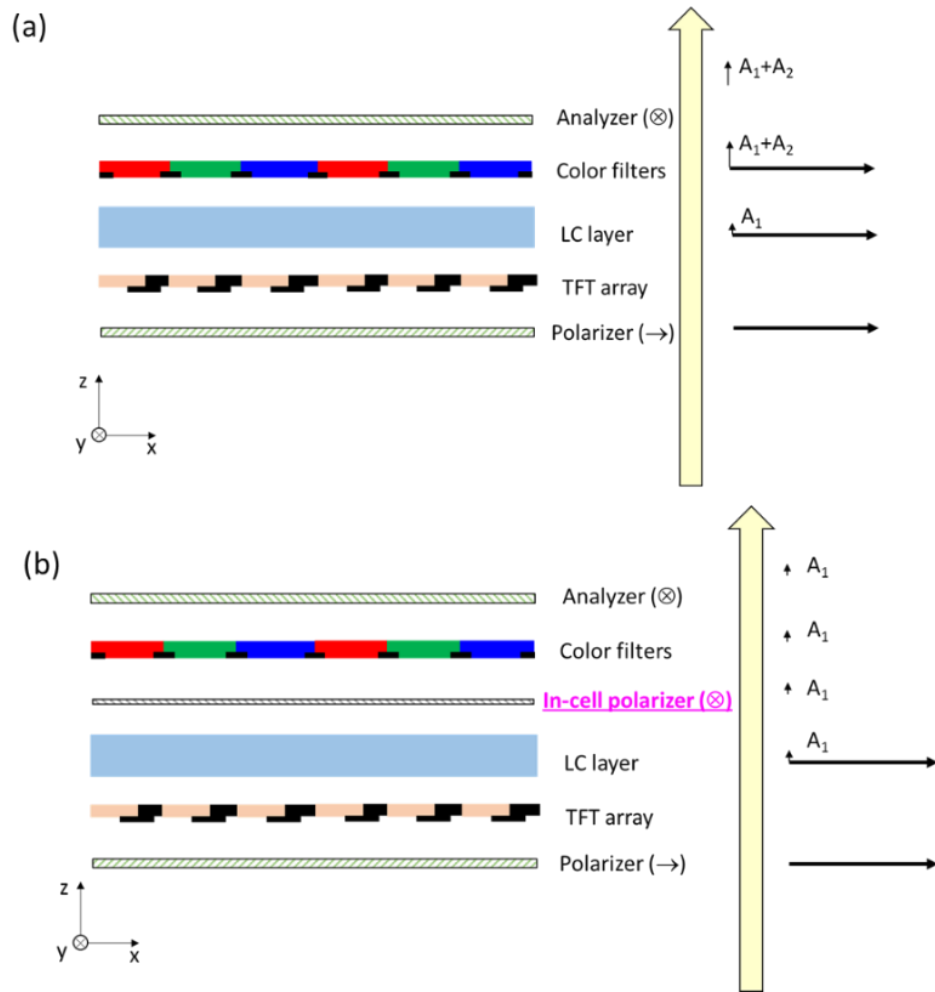 (a)
A₁+A₂
Analyzer (⊗)
A₁+A₂
Color filters
A₁
LC layer
TFT array
Polarizer (→)
z
y
x
(b)
A₁
Analyzer (⊗)
A₁
Color filters
A₁
In-cell polarizer (⊗)
A₁
LC layer
TFT array
Polarizer (→)
z
y
x